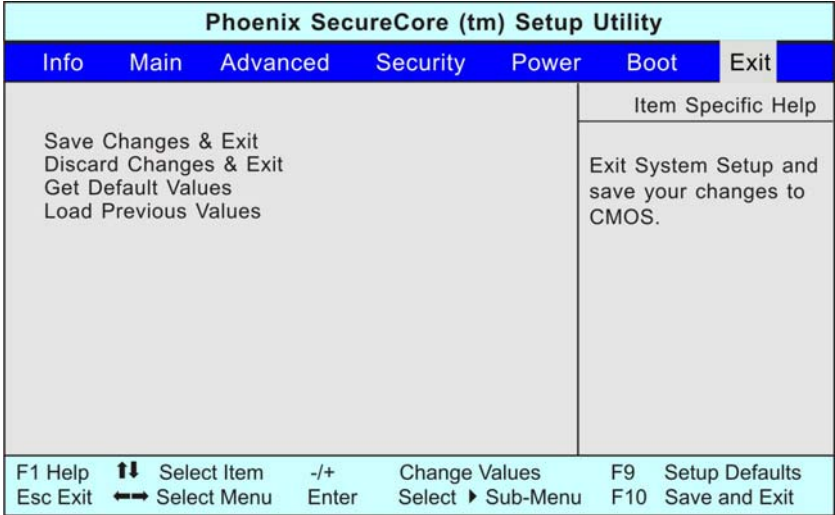 Phoenix SecureCore (tm) Setup Utility
Info Main Advanced Security Power Boot Exit
Item Specific Help
Save Changes & Exit
Discard Changes & Exit
Get Default Values
Load Previous Values
Exit System Setup and
save your changes to
CMOS.
F1 Help ⬆⬇ Select Item -/+ Change Values F9 Setup Defaults
Esc Exit ⬅➡ Select Menu Enter Select ▶ Sub-Menu F10 Save and Exit